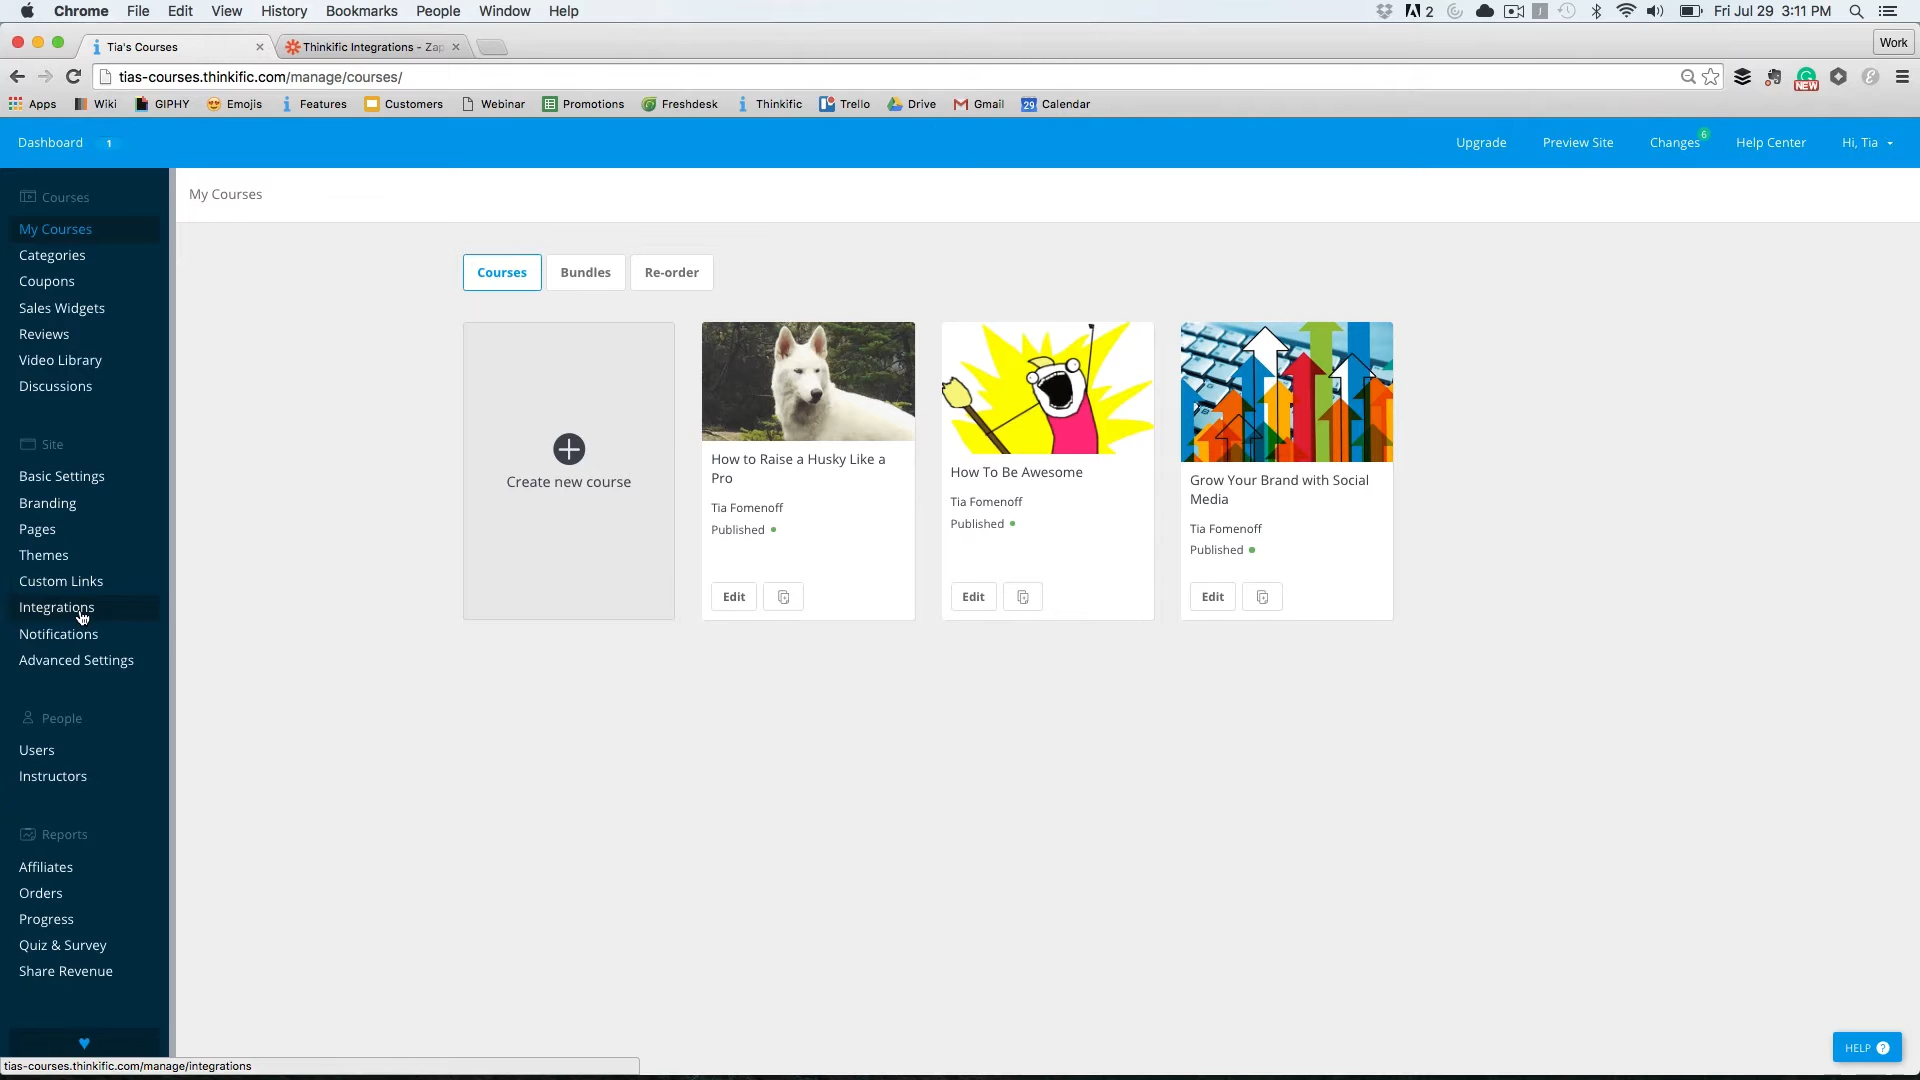 Chrome File Edit View History Bookmarks People Window Help 2 Fri Jul 29 3:11 PM
Tia's Courses Thinkific Integrations - Zap Work
tias-courses.thinkific.com/manage/courses/
Apps Wiki GIPHY Emojis Features Customers Webinar Promotions Freshdesk Thinkific Trello Drive Gmail 29 Calendar NEW
Dashboard 1 Upgrade Preview Site Changes 6 Help Center Hi, Tia
Courses
My Courses
Categories
Coupons
Sales Widgets
Reviews
Video Library
Discussions
Site
Basic Settings
Branding
Pages
Themes
Custom Links
Integrations
Notifications
Advanced Settings
People
Users
Instructors
Reports
Affiliates
Orders
Progress
Quiz & Survey
Share Revenue
My Courses
Courses Bundles Re-order
Create new course
How to Raise a Husky Like a
Pro
Tia Fomenoff
Published
Edit
How To Be Awesome
Tia Fomenoff
Published
Edit
Grow Your Brand with Social
Media
Tia Fomenoff
Published
Edit
HELP ?
tias-courses.thinkific.com/manage/integrations